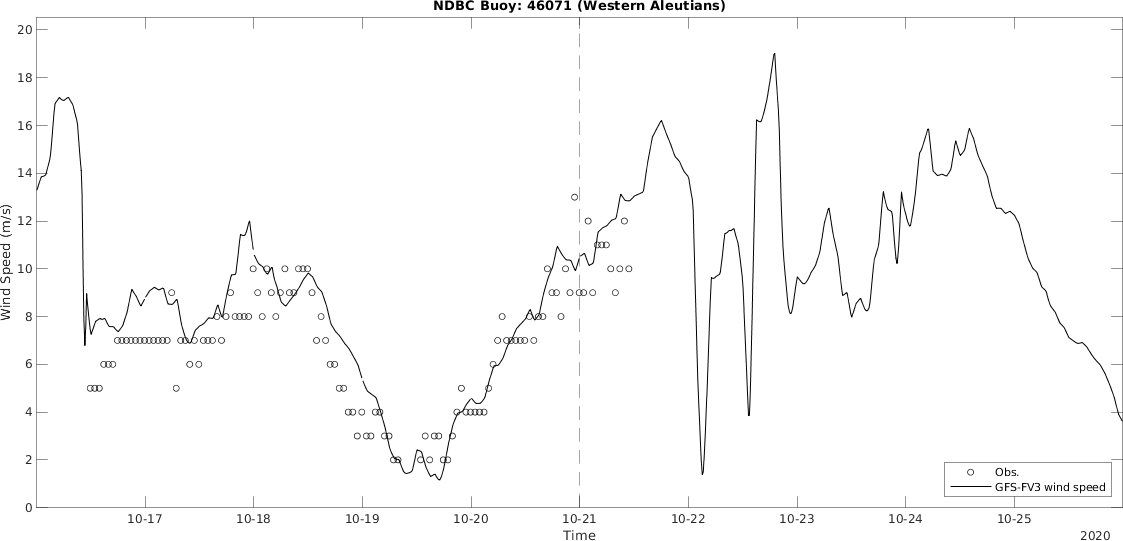 NDBC Buoy: 46071 (Western Aleutians)
20
18
16
14
12
10
8
6
4
2
0
Wind Speed (m/s)
10-17 10-18 10-19 10-20 10-21 10-22 10-23 10-24 10-25
Time
2020
Obs.
GFS-FV3 wind speed